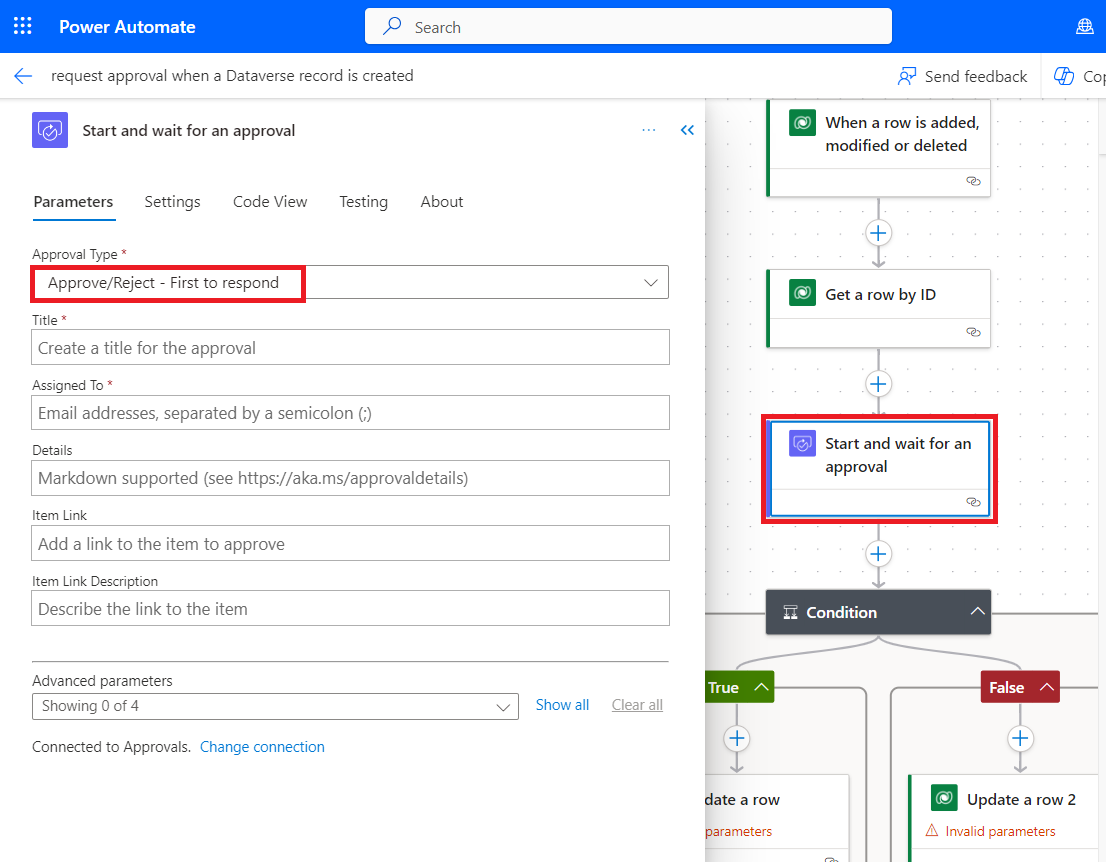 Power Automate
Search
request approval when a Dataverse record is created
Send feedback
Cop
Start and wait for an approval
Parameters
Settings
Code View
Testing
About
Approval Type *
Approve/Reject - First to respond
Title *
Create a title for the approval
Assigned To *
Email addresses, separated by a semicolon (;)
Details
Markdown supported (see https://aka.ms/approvaldetails)
Item Link
Add a link to the item to approve
Item Link Description
Describe the link to the item
Advanced parameters
Showing 0 of 4
Show all
Clear all
Connected to Approvals. Change connection
When a row is added,
modified or deleted
Get a row by ID
Start and wait for an
approval
Condition
True
False
date a row
parameters
Update a row 2
Invalid parameters